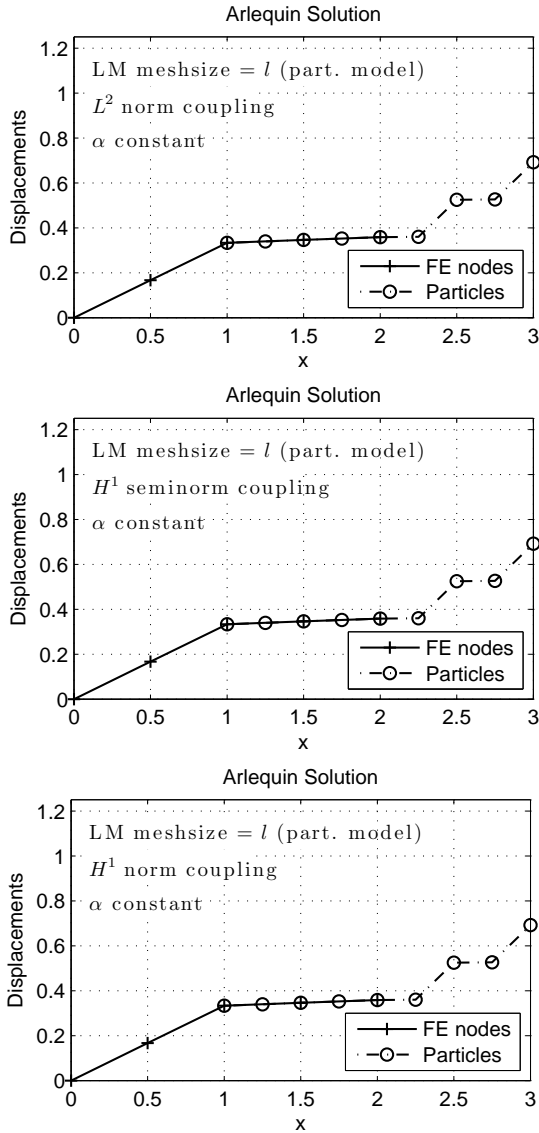 Arlequin Solution
1.2
LM meshsize = l (part. model)
1
L² norm coupling
0.8
α constant
0.6
0.4
0.2
0
Displacements
FE nodes
Particles
0 0.5 1 1.5 2 2.5 3
x
Arlequin Solution
1.2
LM meshsize = l (part. model)
1
H¹ seminorm coupling
0.8
α constant
0.6
0.4
0.2
0
Displacements
FE nodes
Particles
0 0.5 1 1.5 2 2.5 3
x
Arlequin Solution
1.2
LM meshsize = l (part. model)
1
H¹ norm coupling
0.8
α constant
0.6
0.4
0.2
0
Displacements
FE nodes
Particles
0 0.5 1 1.5 2 2.5 3
x